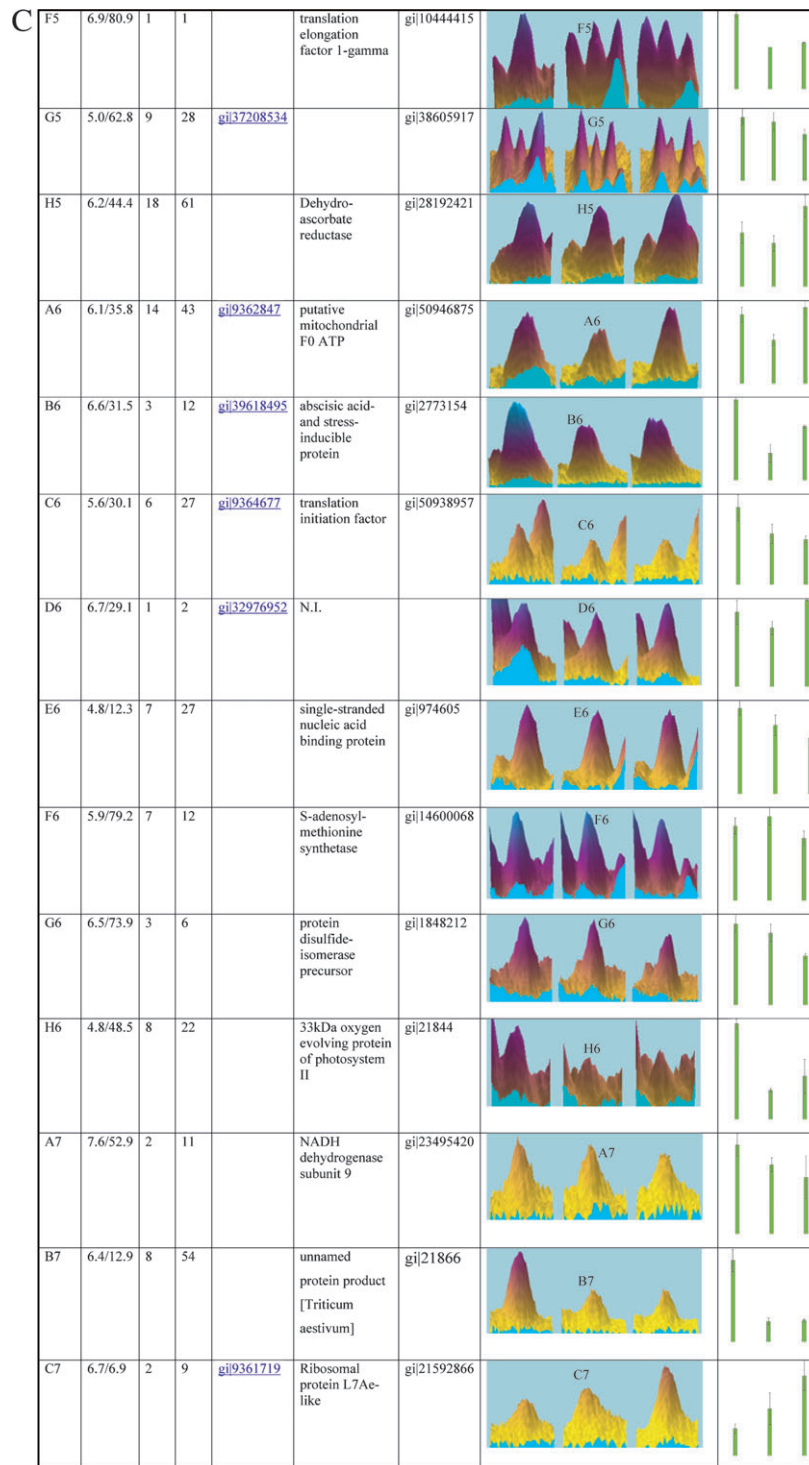 C
F5 6.9/80.9 1 1 translation gi|10444415 F5
elongation
factor 1-gamma
G5 5.0/62.8 9 28 gi|37208534 gi|38605917 G5
H5 6.2/44.4 18 61 Dehydro- gi|28192421 H5
ascorbate
reductase
A6 6.1/35.8 14 43 gi|9362847 putative gi|50946875 A6
mitochondrial
F0 ATP
B6 6.6/31.5 3 12 gi|39618495 abscisic acid- gi|2773154 B6
and stress-
inducible
protein
C6 5.6/30.1 6 27 gi|9364677 translation gi|50938957 C6
initiation factor
D6 6.7/29.1 1 2 gi|32976952 N.I. D6
E6 4.8/12.3 7 27 single-stranded gi|974605 E6
nucleic acid
binding protein
F6 5.9/79.2 7 12 S-adenosyl- gi|14600068 F6
methionine
synthetase
G6 6.5/73.9 3 6 protein gi|1848212 G6
disulfide-
isomerase
precursor
H6 4.8/48.5 8 22 33kDa oxygen gi|21844 H6
evolving protein
of photosystem
II
A7 7.6/52.9 2 11 NADH gi|23495420 A7
dehydrogenase
subunit 9
B7 6.4/12.9 8 54 unnamed gi|21866 B7
protein product
[Triticum
aestivum]
C7 6.7/6.9 2 9 gi|9361719 Ribosomal gi|21592866 C7
protein L7Ae-
like